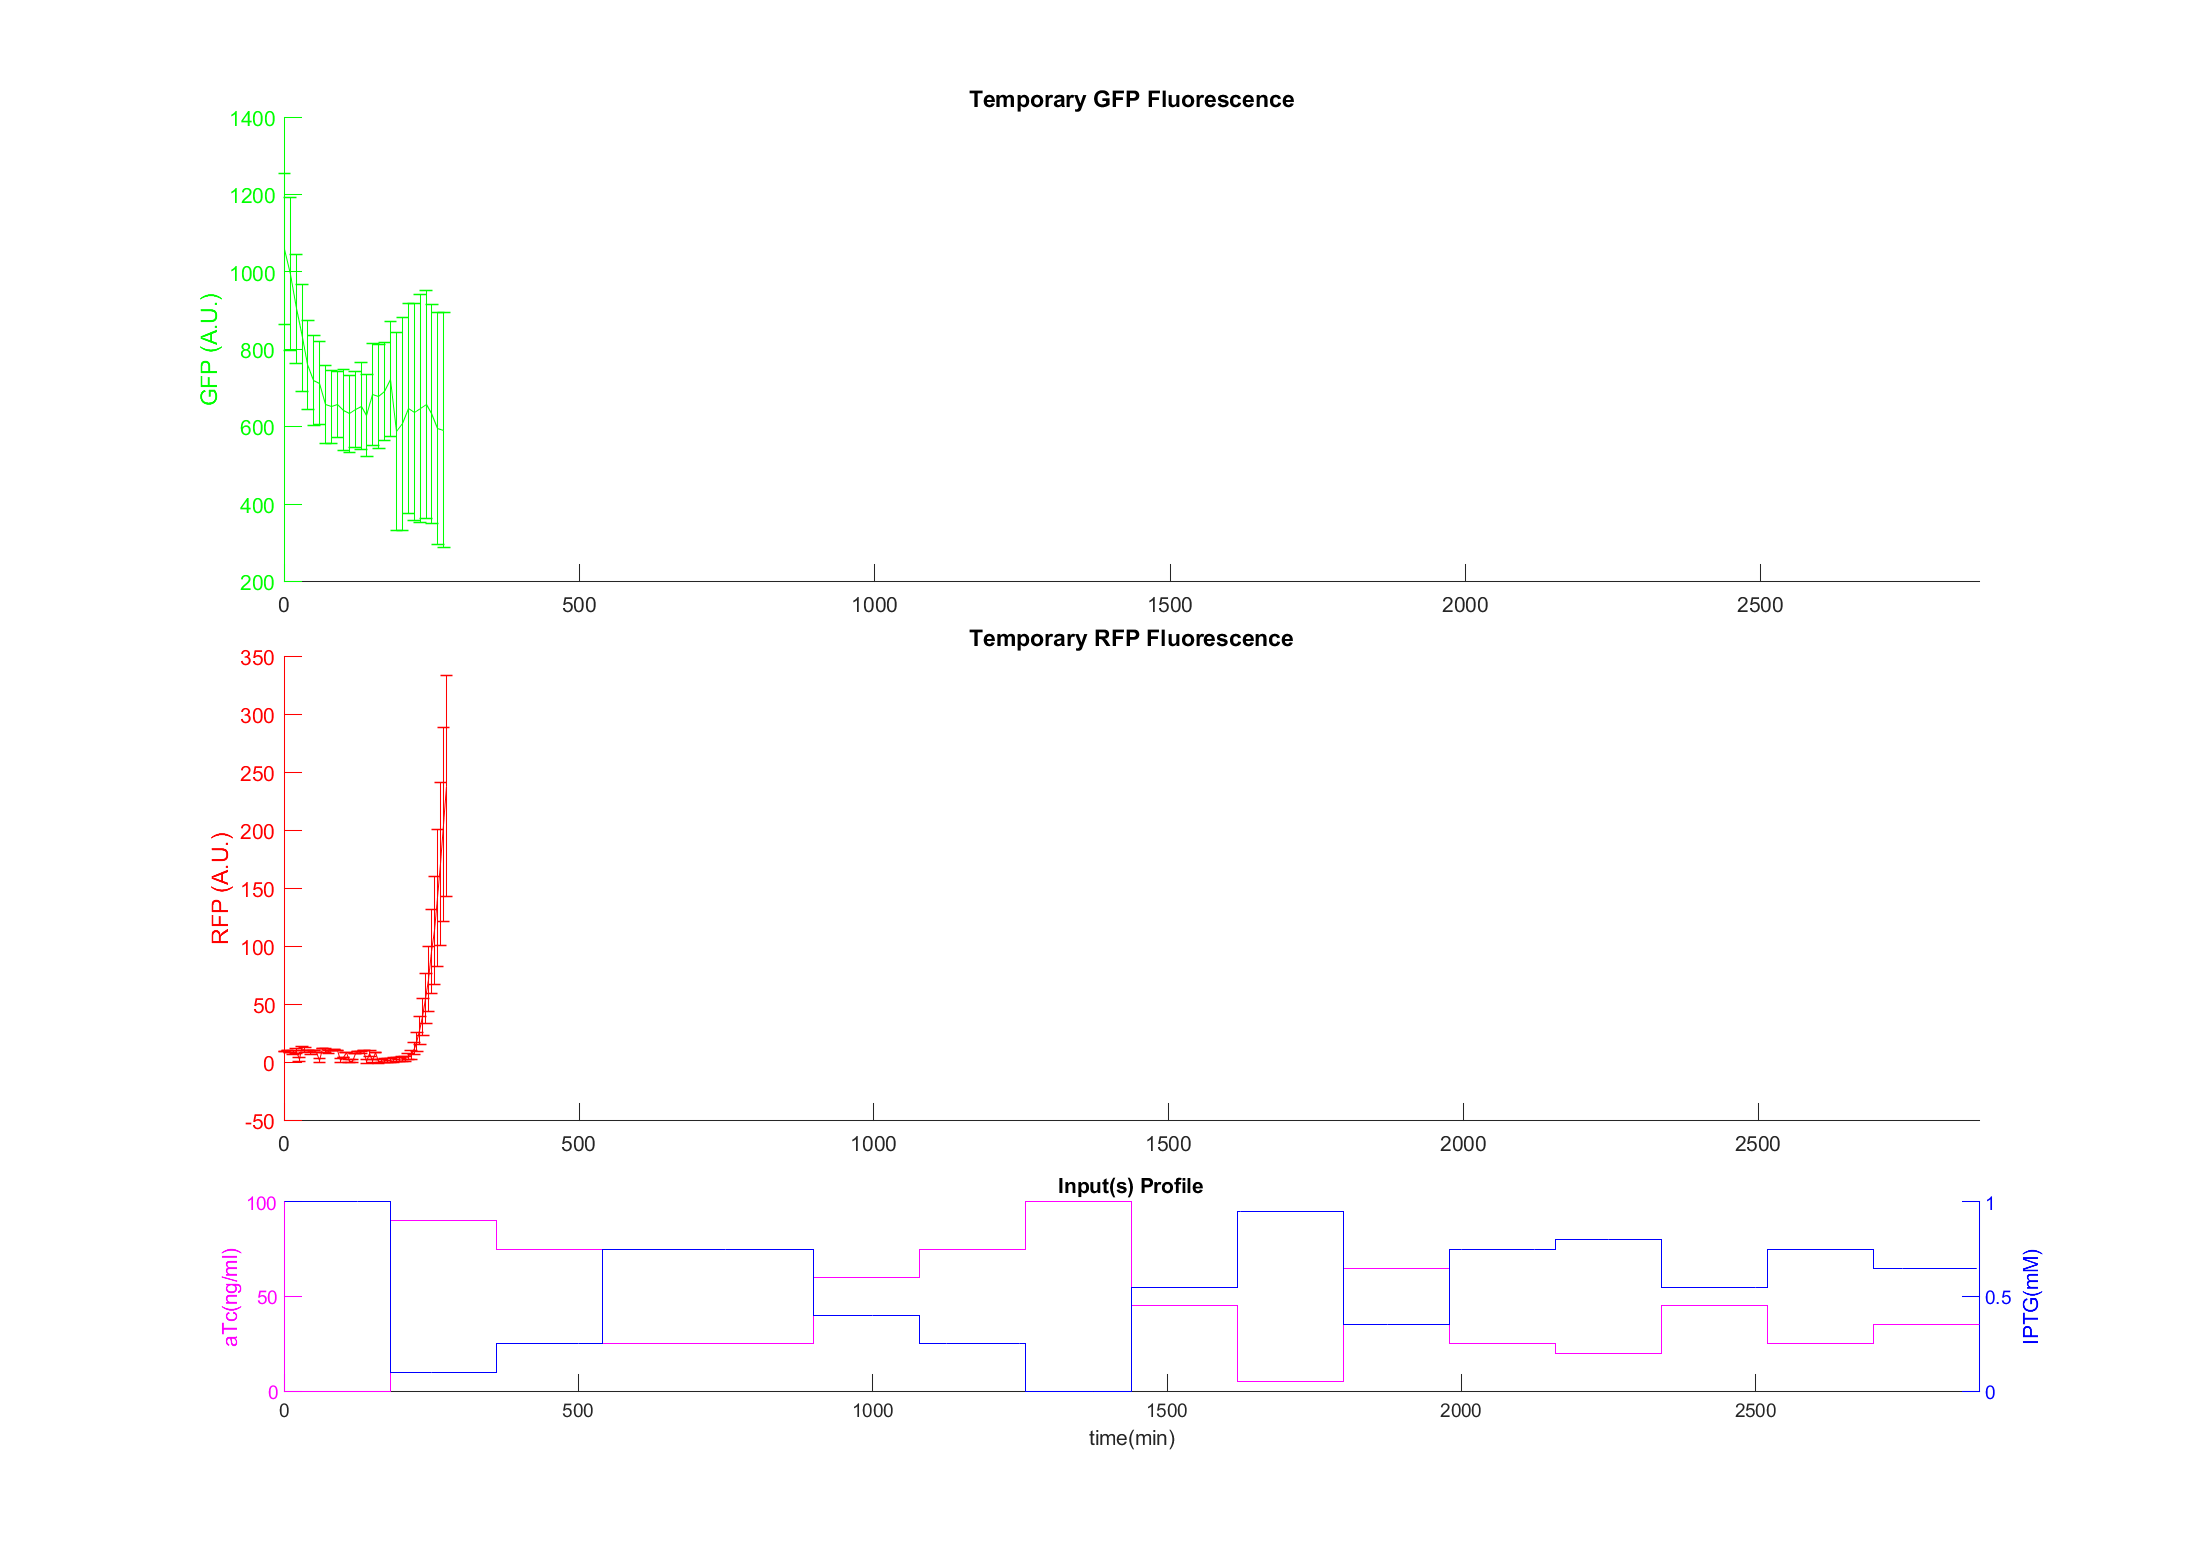 Temporary GFP Fluorescence
1400
1200
1000
800
600
400
200
GFP (A.U.)
0 500 1000 1500 2000 2500
Temporary RFP Fluorescence
350
300
250
200
150
100
50
0
-50
RFP (A.U.)
0 500 1000 1500 2000 2500
Input(s) Profile
100
50
0
aTc(ng/ml)
1
0.5
0
IPTG(mM)
0 500 1000 1500 2000 2500
time(min)